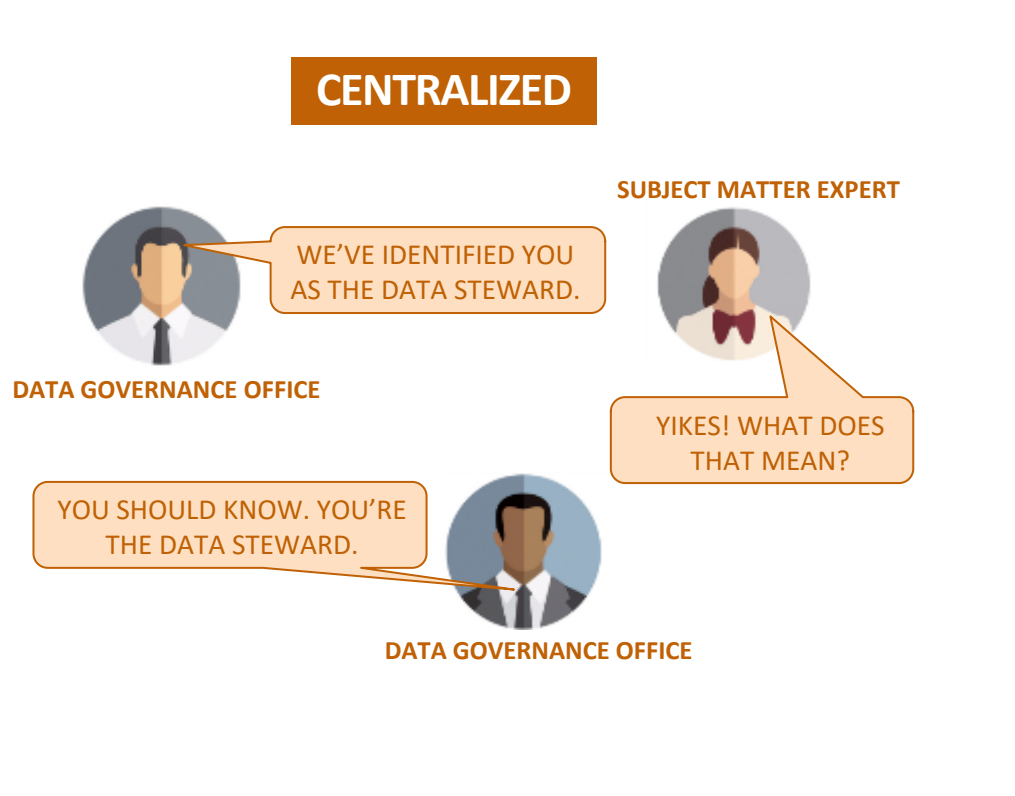 CENTRALIZED
SUBJECT MATTER EXPERT
WE’VE IDENTIFIED YOU
AS THE DATA STEWARD.
DATA GOVERNANCE OFFICE
YIKES! WHAT DOES
THAT MEAN?
YOU SHOULD KNOW. YOU’RE
THE DATA STEWARD.
DATA GOVERNANCE OFFICE